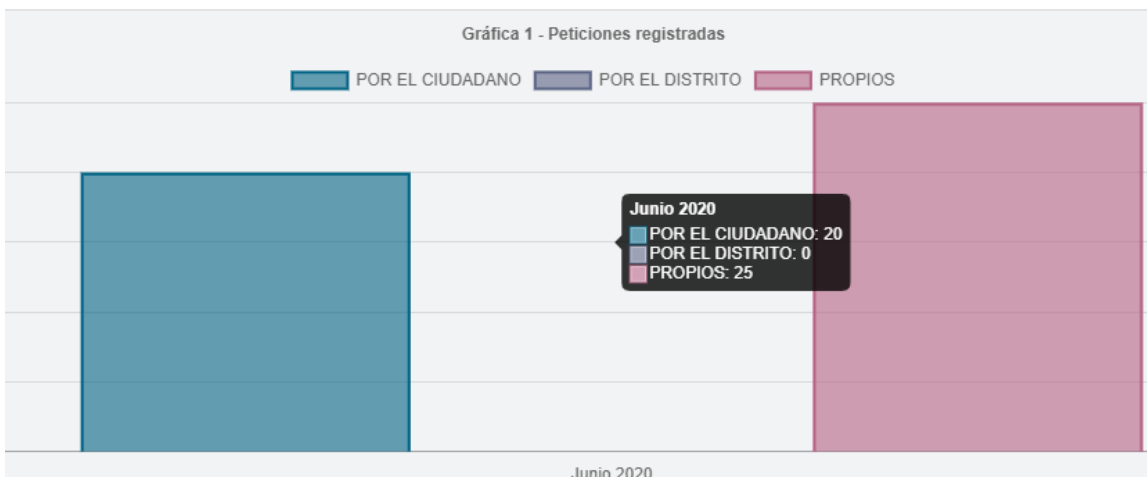 Gráfica 1 - Peticiones registradas
POR EL CIUDADANO POR EL DISTRITO PROPIOS
Junio 2020
POR EL CIUDADANO: 20
POR EL DISTRITO: 0
PROPIOS: 25
Junio 2020